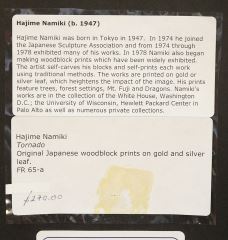 Hajime Namiki (b. 1947)
Hajime Namiki was born in Tokyo in 1947. In 1974 he joined
the Japanese Sculpture Association and from 1974 through
1978 exhibited many of his works. In 1978 Namiki also began
making woodblock prints which have been widely exhibited.
The artist self-carves his blocks and self-prints each work
using traditional methods. The works are printed on gold or
silver leaf, which heightens the impact of the image. His prints
feature trees, forest settings, Mt. Fuji and Dragons. Namiki's
works are in the collection of the White House, Washington
D.C.; the University of Wisconsin, Hewlett Packard Center in
Palo Alto as well as numerous private collections.
Hajime Namiki
Tornado
Original Japanese woodblock prints on gold and silver
leaf.
FR 65-a